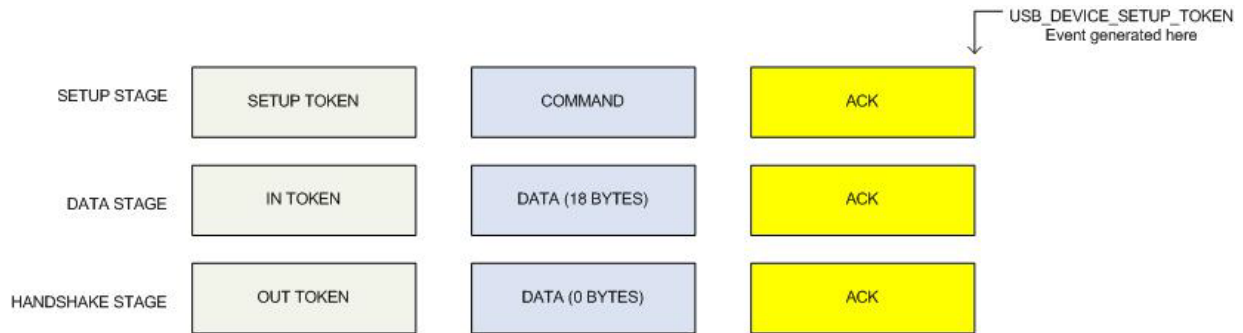 USB_DEVICE_SETUP_TOKEN
Event generated here
SETUP STAGE
SETUP TOKEN
COMMAND
ACK
DATA STAGE
IN TOKEN
DATA (18 BYTES)
ACK
HANDSHAKE STAGE
OUT TOKEN
DATA (0 BYTES)
ACK